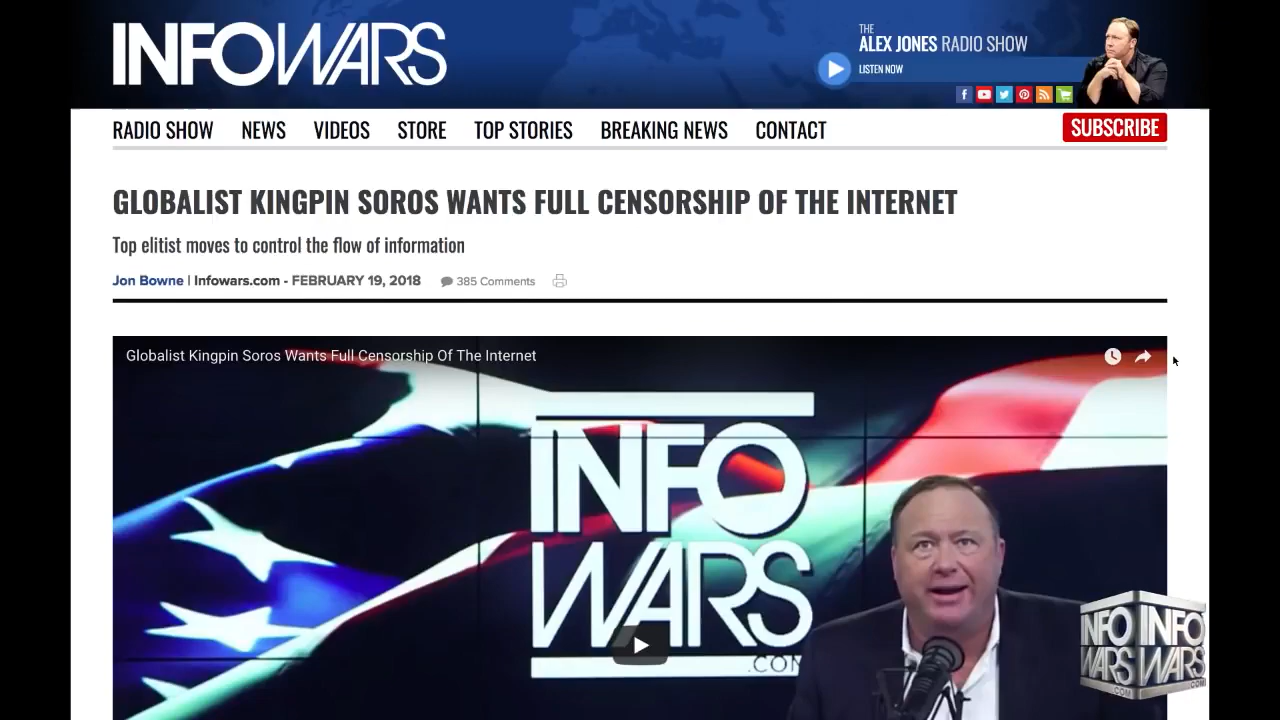 INFOWARS
THE
ALEX JONES RADIO SHOW
LISTEN NOW
RADIO SHOW NEWS VIDEOS STORE TOP STORIES BREAKING NEWS CONTACT SUBSCRIBE
GLOBALIST KINGPIN SOROS WANTS FULL CENSORSHIP OF THE INTERNET
Top elitist moves to control the flow of information
Jon Bowne | Infowars.com - FEBRUARY 19, 2018 385 Comments
Globalist Kingpin Soros Wants Full Censorship Of The Internet
INFO
WARS
.COM
INFO INFO
WARS WARS
.COM .COM